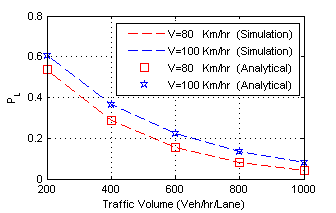 0.8
0.6
0.4
0.2
0
P_L
V=80 Km/hr (Simulation)
V=100 Km/hr (Simulation)
V=80 Km/hr (Analytical)
V=100 Km/hr (Analytical)
200 400 600 800 1000
Traffic Volume (Veh/hr/Lane)